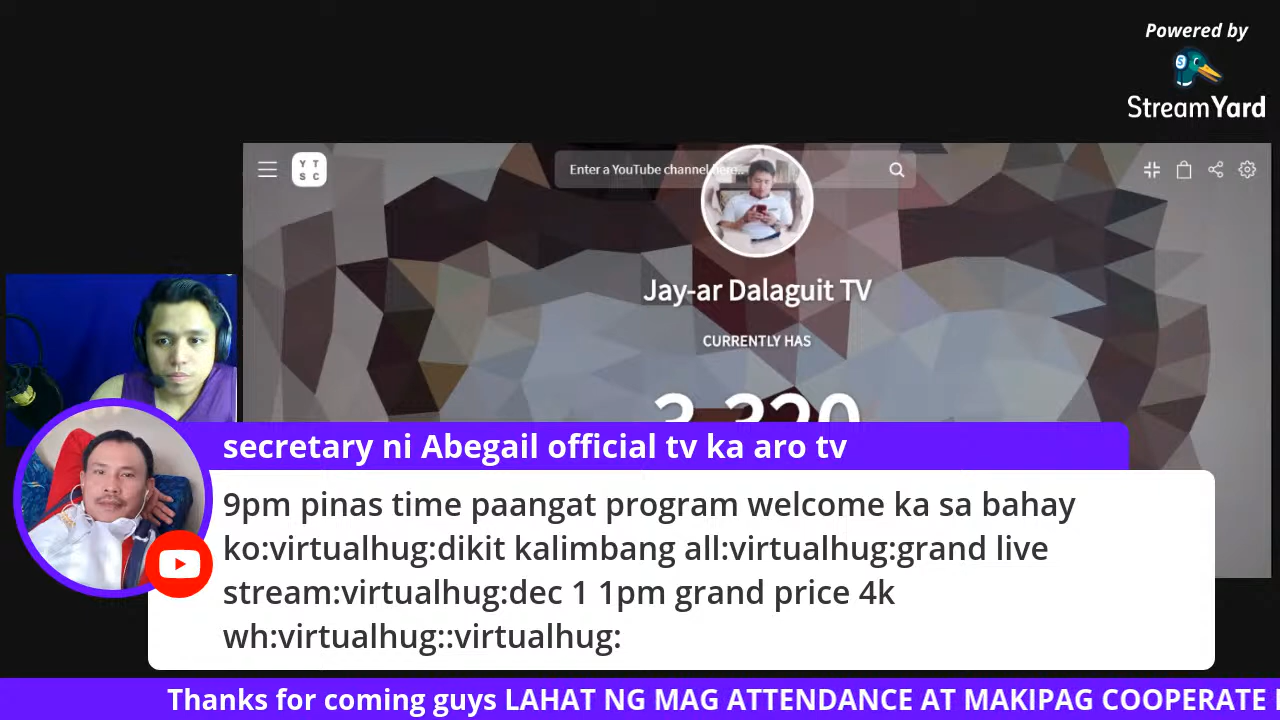 Powered by
StreamYard
Y T
S C
Enter a YouTube channel here..
Jay-ar Dalaguit TV
CURRENTLY HAS
3,320
secretary ni Abegail official tv ka aro tv
9pm pinas time paangat program welcome ka sa bahay
ko:virtualhug:dikit kalimbang all:virtualhug:grand live
stream:virtualhug:dec 1 1pm grand price 4k
wh:virtualhug::virtualhug:
Thanks for coming guys LAHAT NG MAG ATTENDANCE AT MAKIPAG COOPERATE